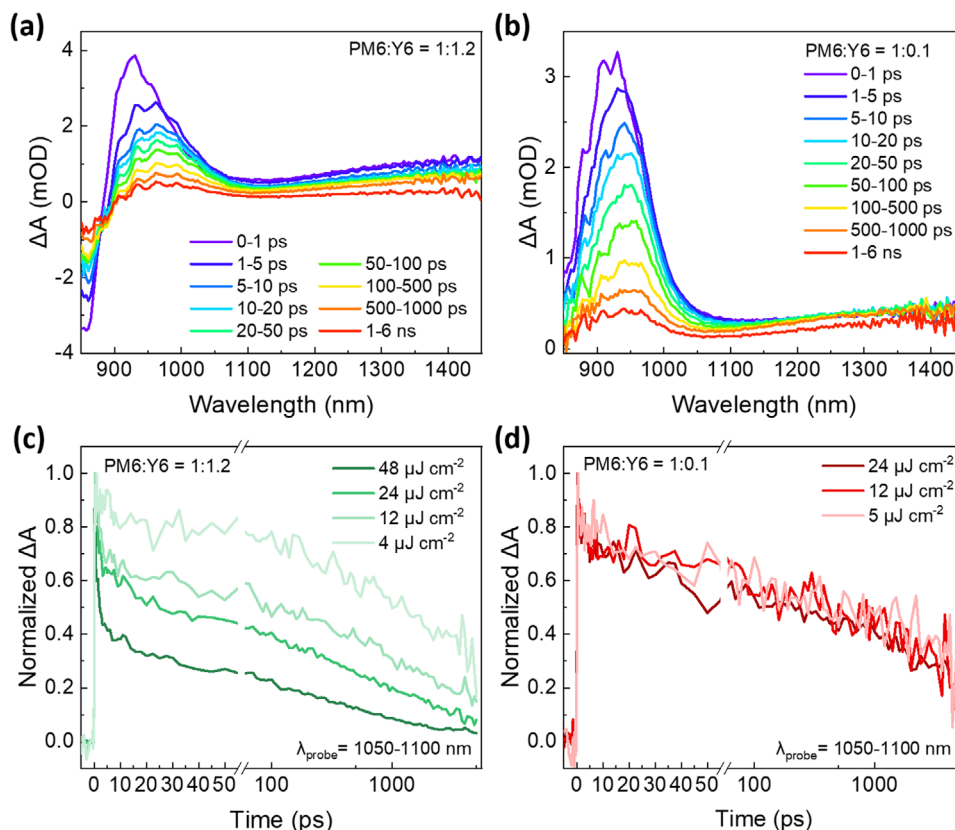 (a)
PM6:Y6 = 1:1.2
ΔA (mOD)
4
2
0
-2
-4
0-1 ps
1-5 ps
5-10 ps
10-20 ps
20-50 ps
50-100 ps
100-500 ps
500-1000 ps
1-6 ns
900 1000 1100 1200 1300 1400
Wavelength (nm)
(b)
PM6:Y6 = 1:0.1
0-1 ps
1-5 ps
5-10 ps
10-20 ps
20-50 ps
50-100 ps
100-500 ps
500-1000 ps
1-6 ns
ΔA (mOD)
3
2
1
0
900 1000 1100 1200 1300 1400
Wavelength (nm)
(c)
PM6:Y6 = 1:1.2
48 µJ cm⁻²
24 µJ cm⁻²
12 µJ cm⁻²
4 µJ cm⁻²
Normalized ΔA
1.0
0.8
0.6
0.4
0.2
0.0
λprobe= 1050-1100 nm
0 10 20 30 40 50 60 100 1000
Time (ps)
(d)
PM6:Y6 = 1:0.1
24 µJ cm⁻²
12 µJ cm⁻²
5 µJ cm⁻²
Normalized ΔA
1.0
0.8
0.6
0.4
0.2
0.0
λprobe= 1050-1100 nm
0 10 20 30 40 50 100 1000
Time (ps)